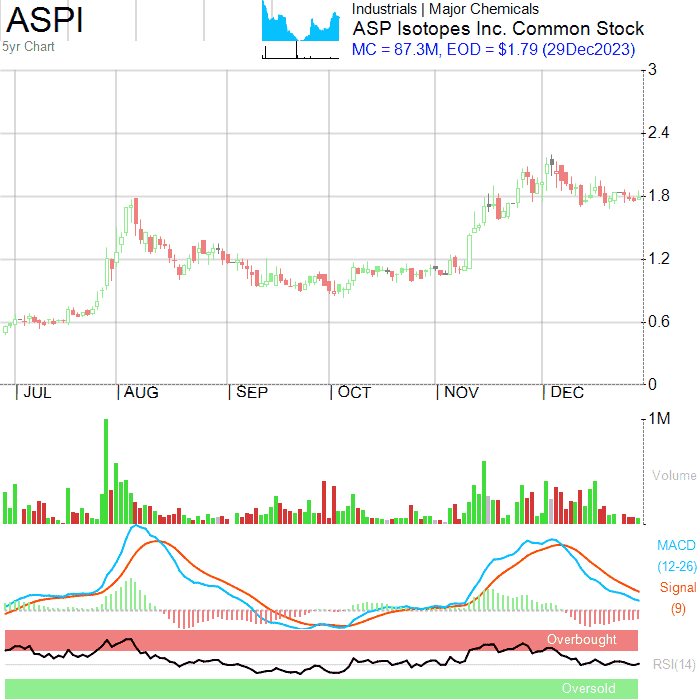 ASPI
5yr Chart
Industrials | Major Chemicals
ASP Isotopes Inc. Common Stock
MC = 87.3M, EOD = $1.79 (29Dec2023)
3
2.4
1.8
1.2
0.6
0
JUL
AUG
SEP
OCT
NOV
DEC
1M
Volume
MACD
(12-26)
Signal
(9)
Overbought
RSI(14)
Oversold